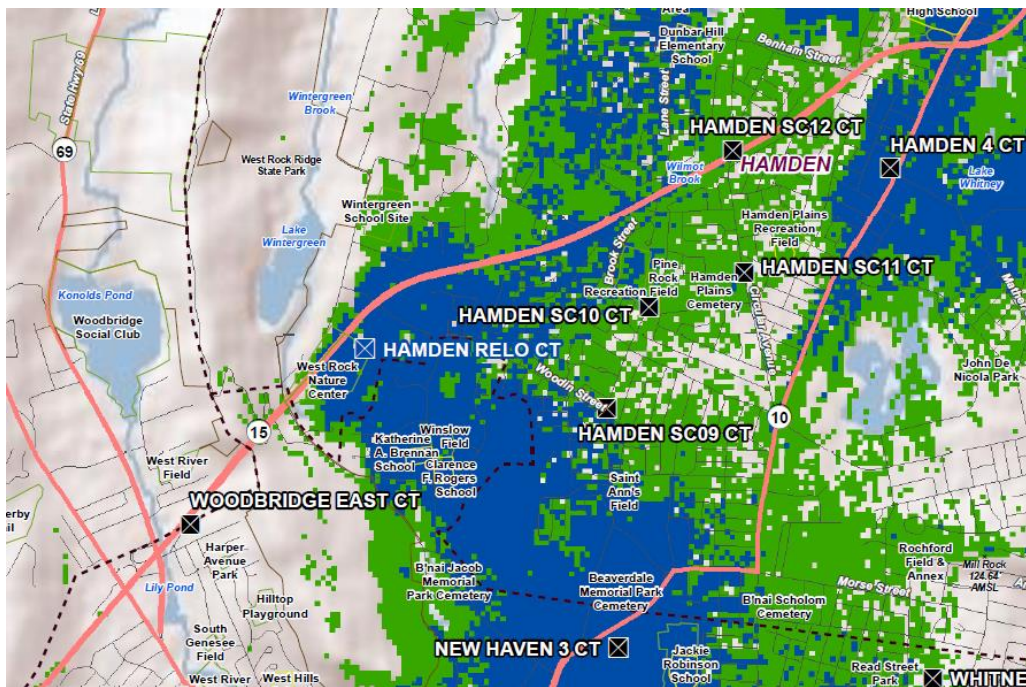 High School
Area
Dunbar Hill
Elementary
School
Benham Street
State Hwy 69
69
Wintergreen
Brook
Lane Street
West Rock Ridge
State Park
HAMDEN SC12 CT
HAMDEN
HAMDEN 4 CT
Wilmot
Brook
Lake
Whitney
Wintergreen
School Site
Lake
Wintergreen
Hamden Plains
Recreation
Field
Brook Street
Pine
Rock
Recreation Field
Hamden
Plains
Cemetery
HAMDEN SC11 CT
Konolds Pond
Woodbridge
Social Club
HAMDEN SC10 CT
Circular Avenue
HAMDEN RELO CT
West Rock
Nature
Center
John De
Nicola Park
Woodin Street
15
10
HAMDEN SC09 CT
Winslow
Field
Katherine
A. Brennan
School
Clarence
F. Rogers
School
West River
Field
Saint
Ann's
Field
WOODBRIDGE EAST CT
Harper
Avenue
Park
Lily Pond
B'nai Jacob
Memorial
Park Cemetery
Beaverdale
Memorial Park
Cemetery
Rochford
Field &
Annex
Mill Rock
124.64'
AMSL
Morse Street
B'nai Scholom
Cemetery
Hilltop
Playground
South
Genesee
Field
NEW HAVEN 3 CT
Jackie
Robinson
School
Read Street
Park
WHITNE
West River
West Hills